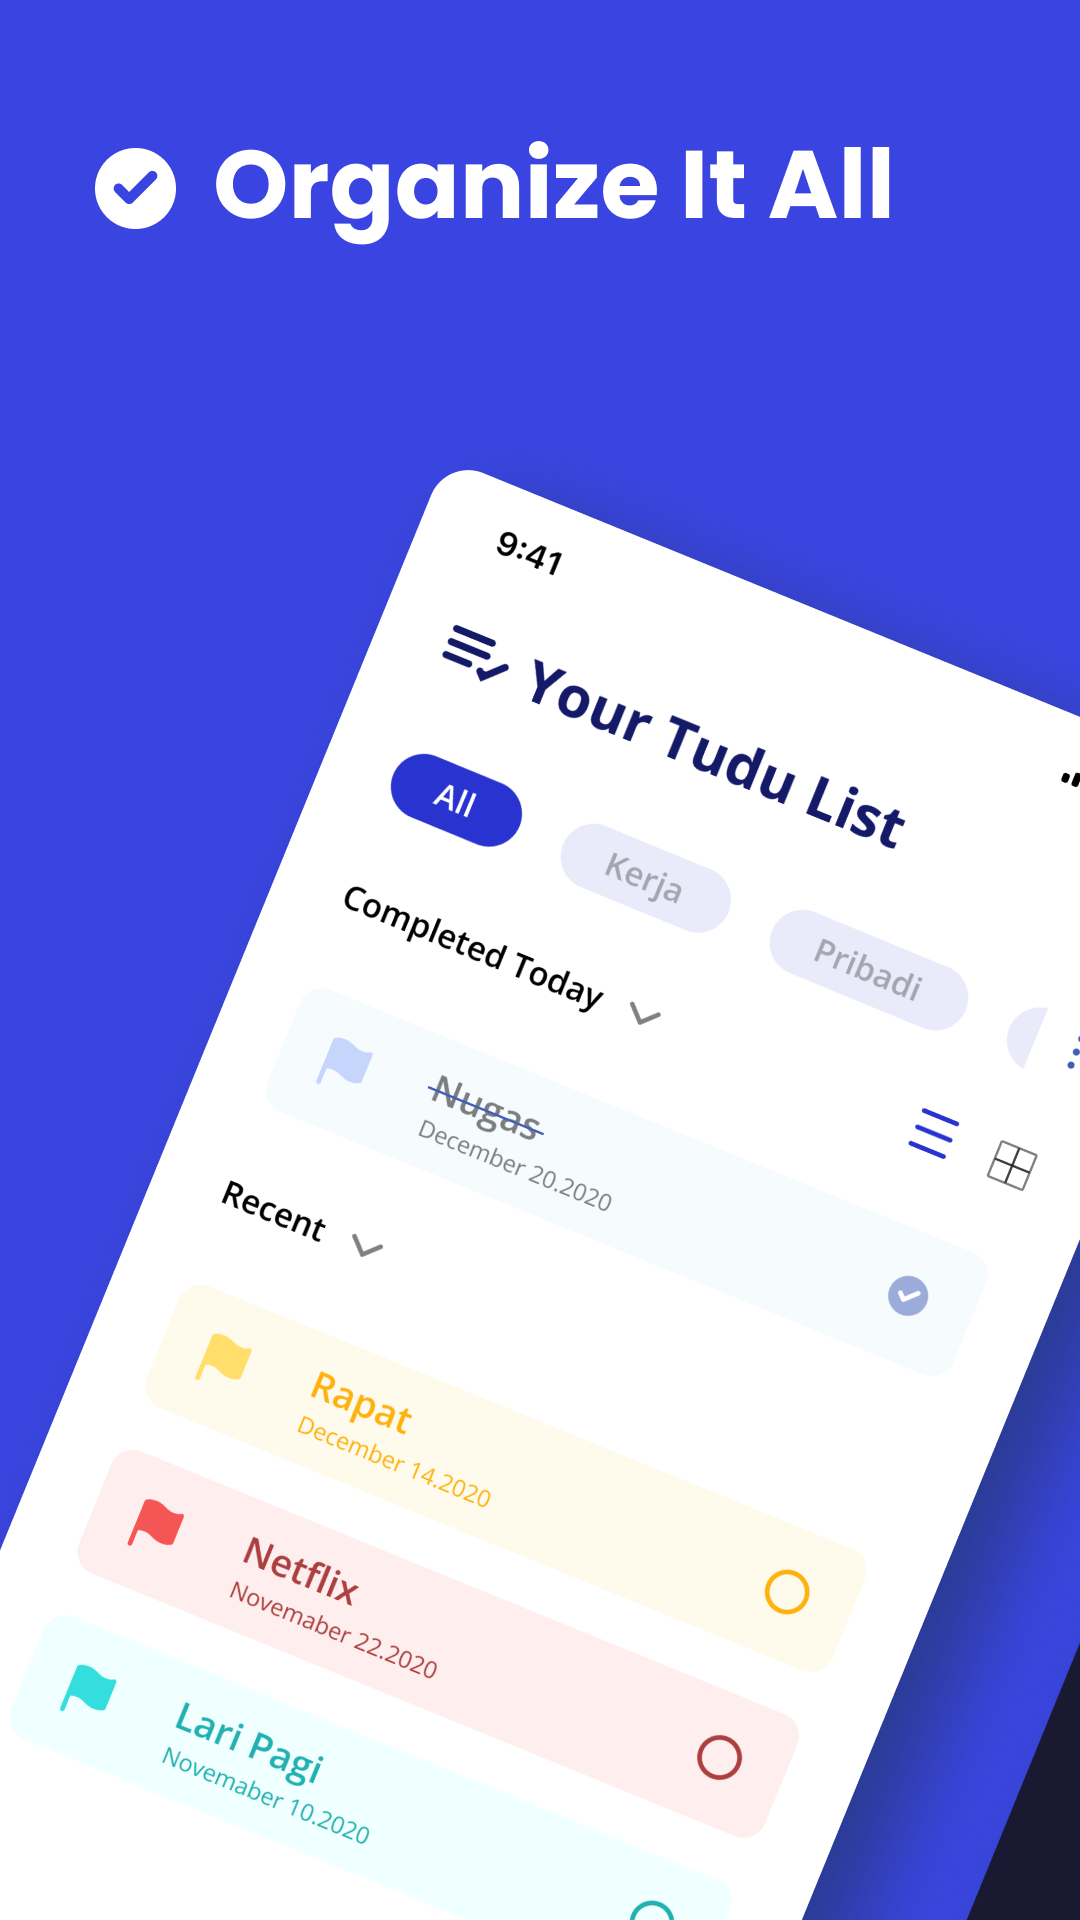 Organize It All
9:41
Your Tudu List
All
Kerja
Pribadi
Completed Today
Nugas
December 20.2020
Recent
Rapat
December 14.2020
Netflix
Novemaber 22.2020
Lari Pagi
Novemaber 10.2020